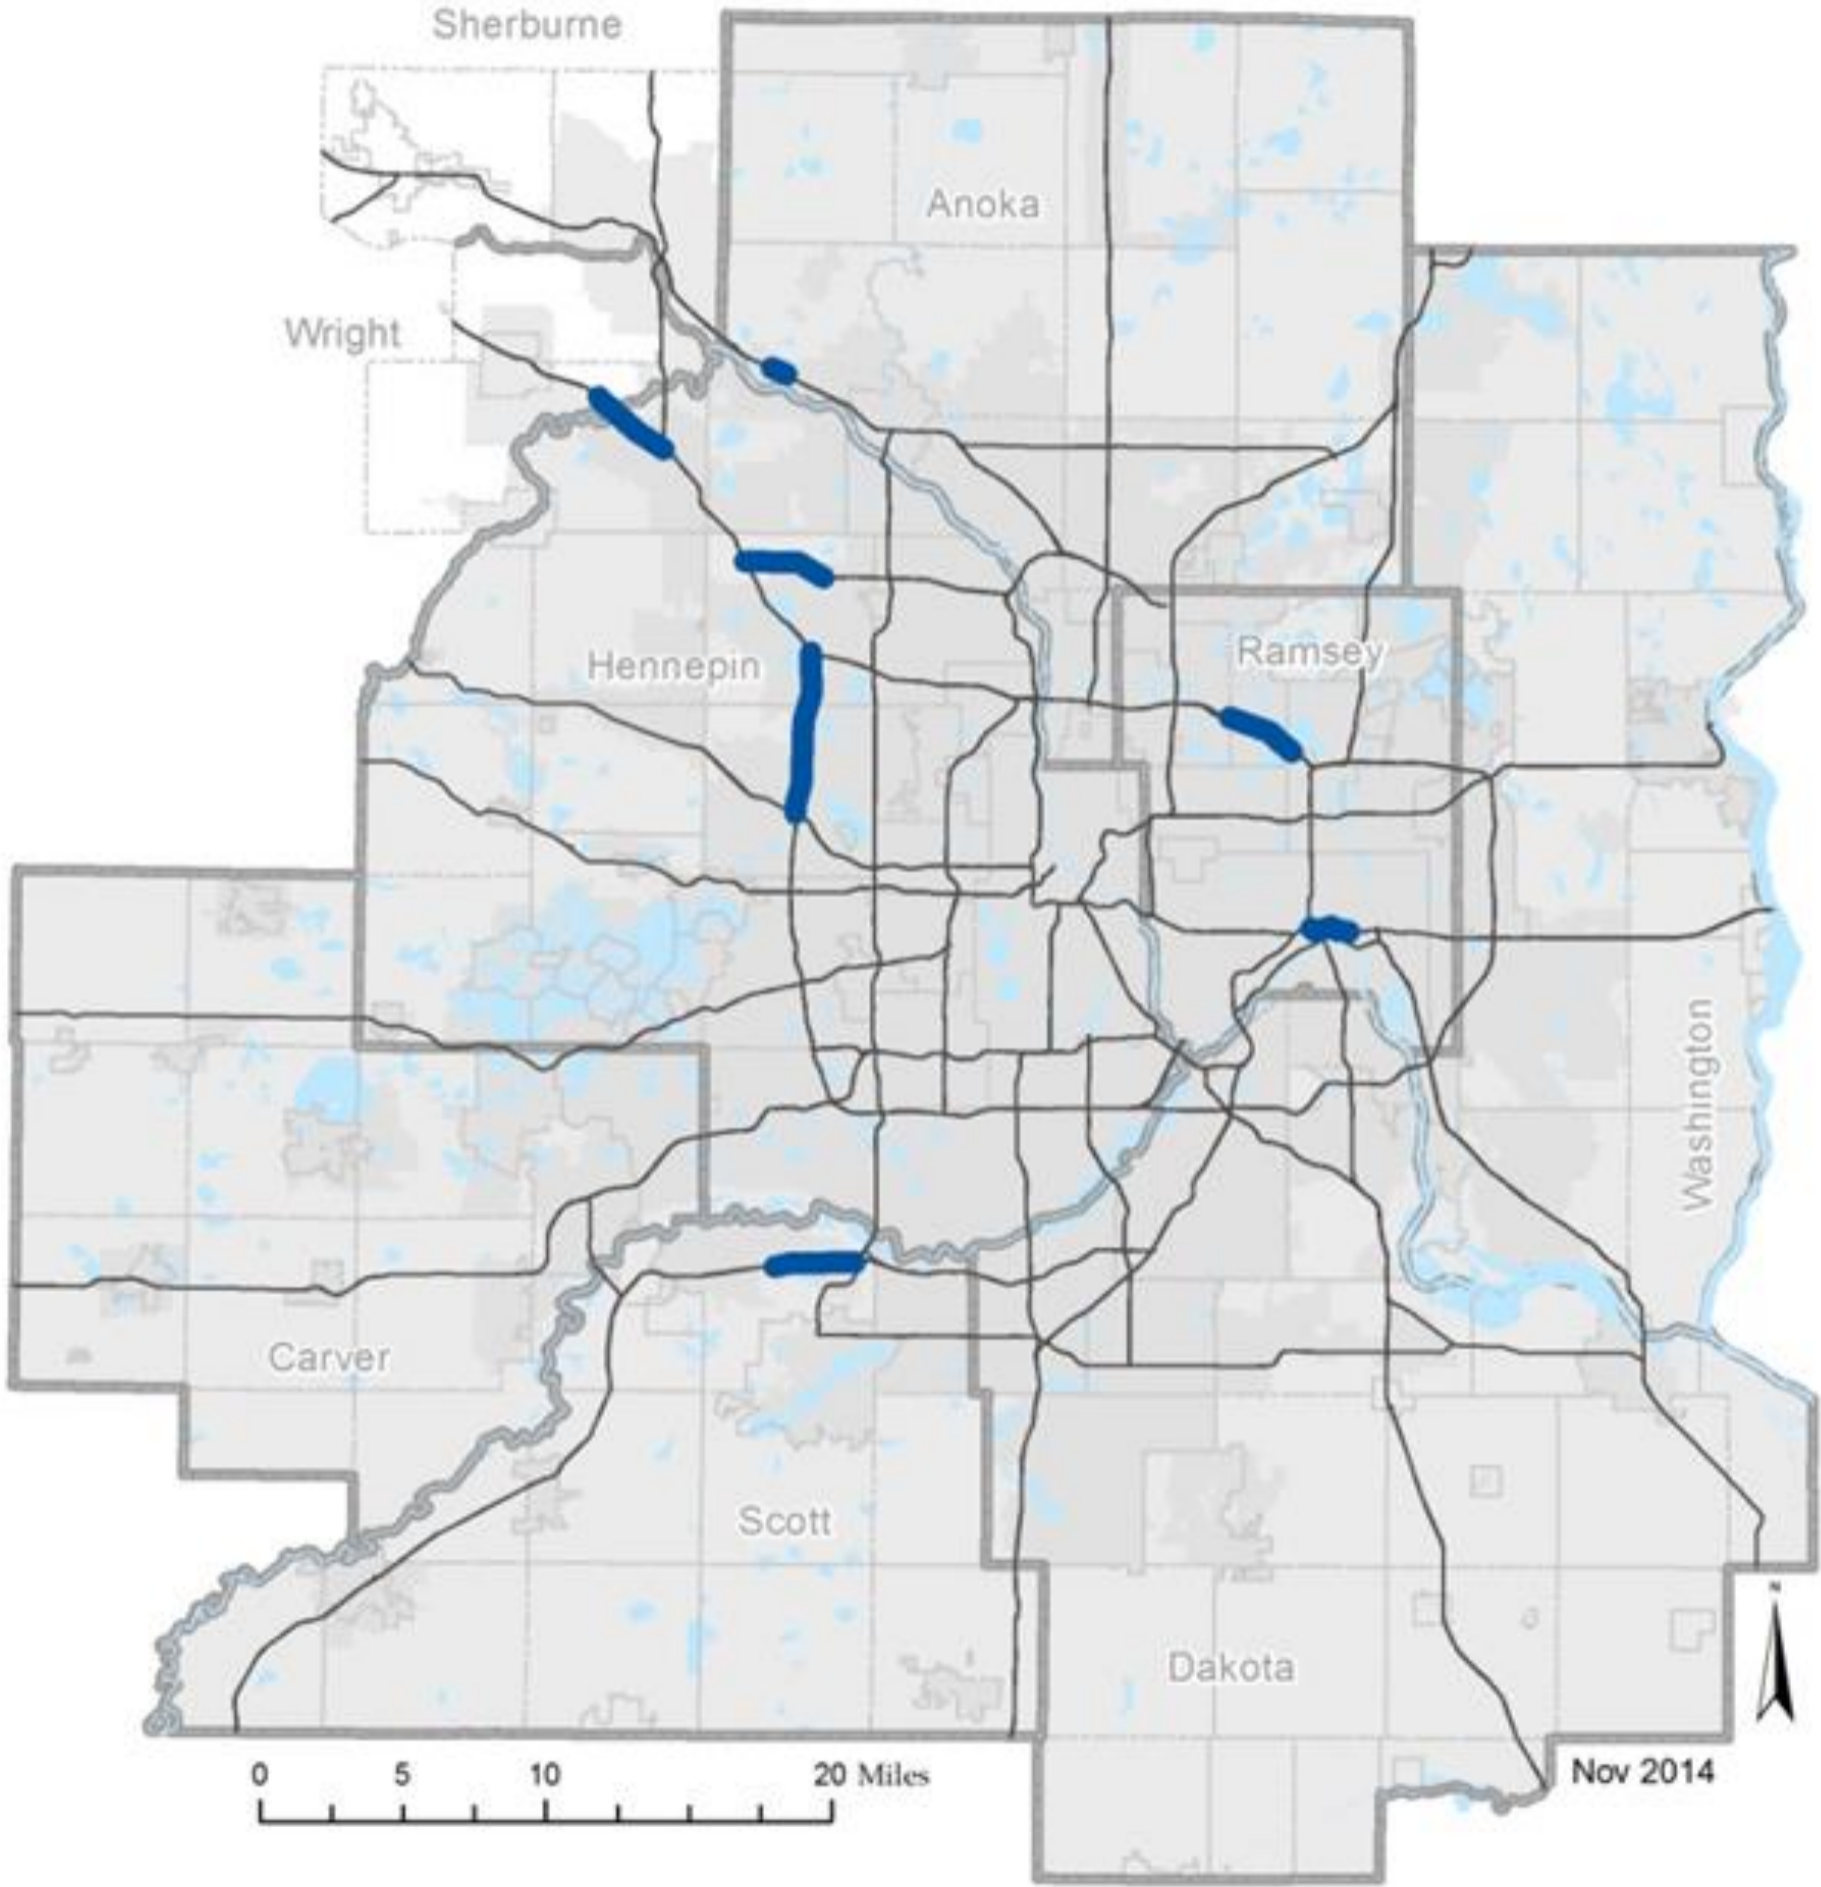 Sherburne
Anoka
Wright
Hennepin
Ramsey
Washington
Carver
Scott
Dakota
N
0 5 10 20 Miles
Nov 2014